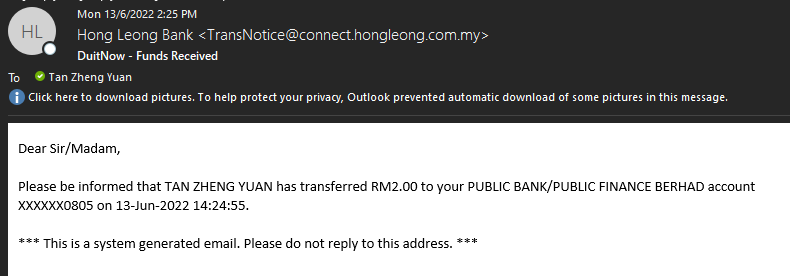 Mon 13/6/2022 2:25 PM
HL
Hong Leong Bank <TransNotice@connect.hongleong.com.my>
DuitNow - Funds Received
To Tan Zheng Yuan
Click here to download pictures. To help protect your privacy, Outlook prevented automatic download of some pictures in this message.
Dear Sir/Madam,
Please be informed that TAN ZHENG YUAN has transferred RM2.00 to your PUBLIC BANK/PUBLIC FINANCE BERHAD account
XXXXXX0805 on 13-Jun-2022 14:24:55.
*** This is a system generated email. Please do not reply to this address. ***